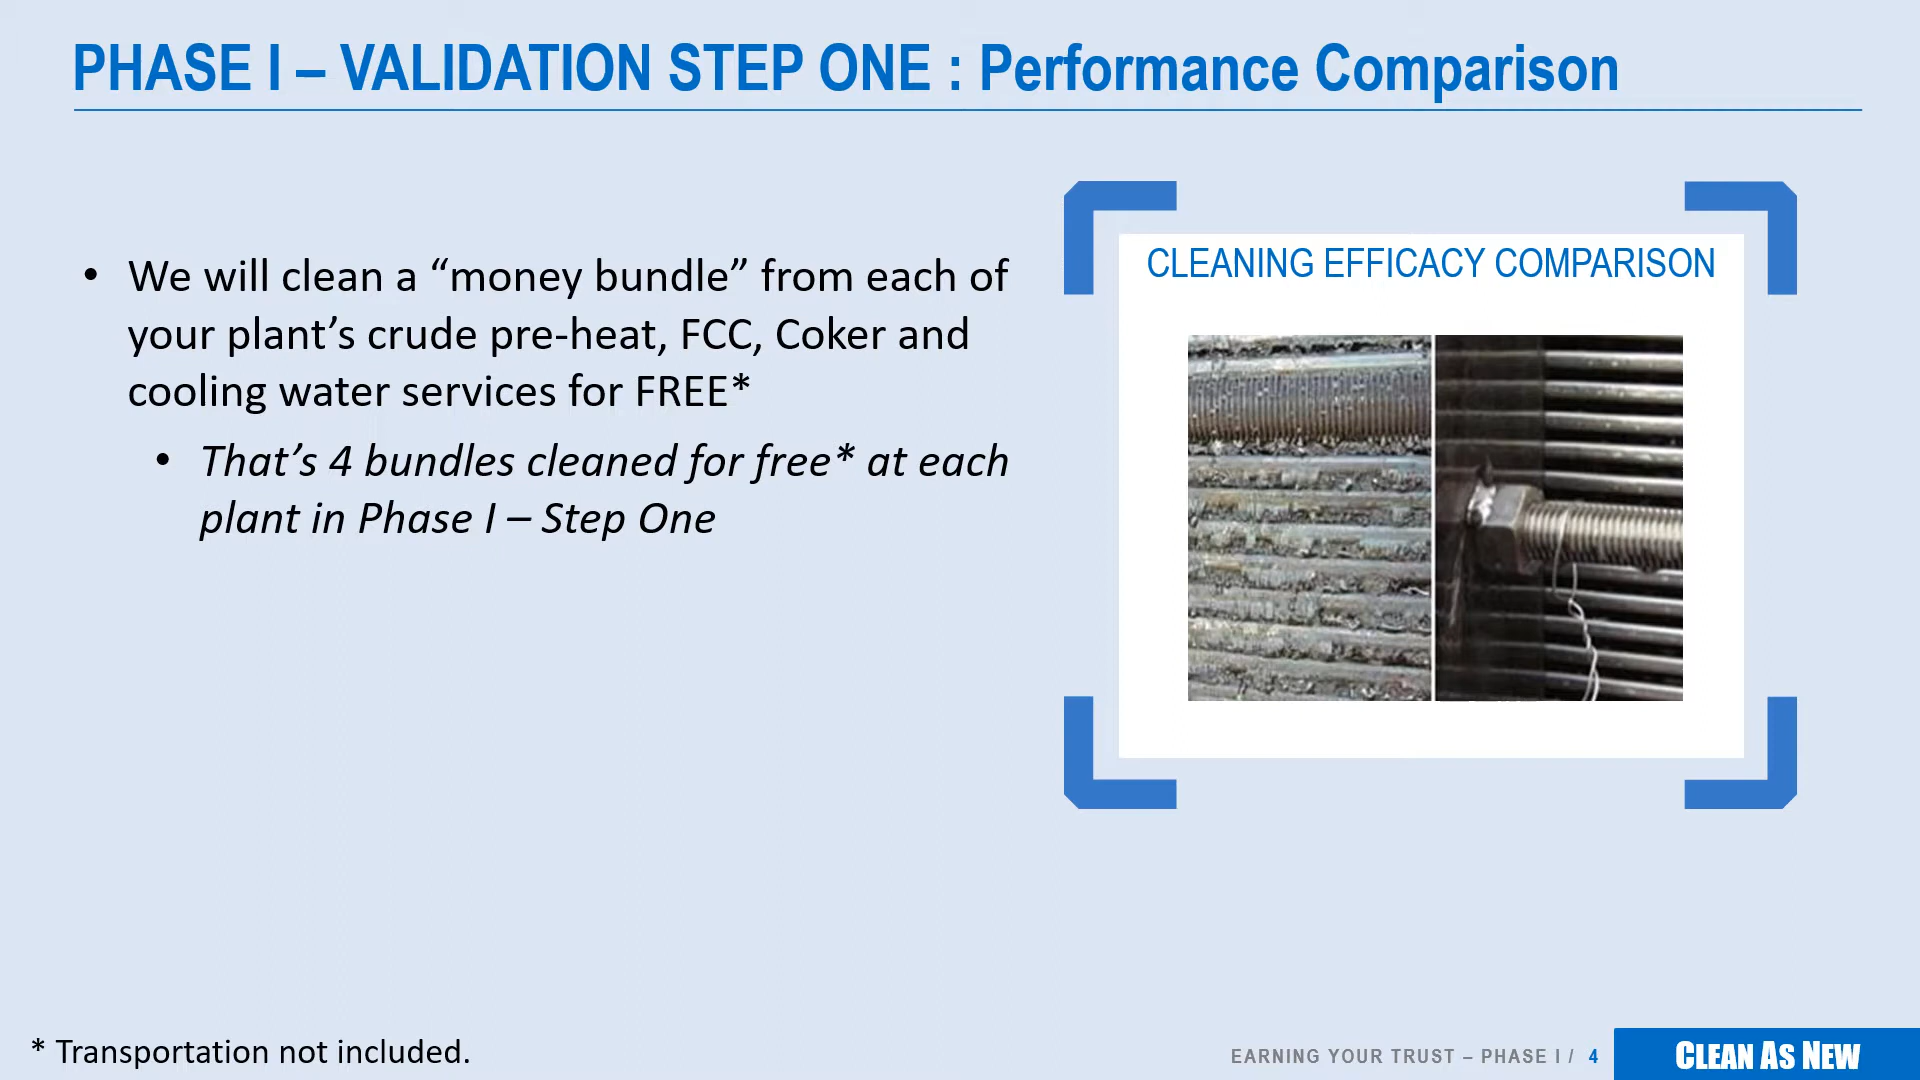 PHASE I – VALIDATION STEP ONE : Performance Comparison
• We will clean a “money bundle” from each of
your plant’s crude pre-heat, FCC, Coker and
cooling water services for FREE*
• That’s 4 bundles cleaned for free* at each
plant in Phase I – Step One
CLEANING EFFICACY COMPARISON
* Transportation not included.
EARNING YOUR TRUST – PHASE I / 4
CLEAN AS NEW